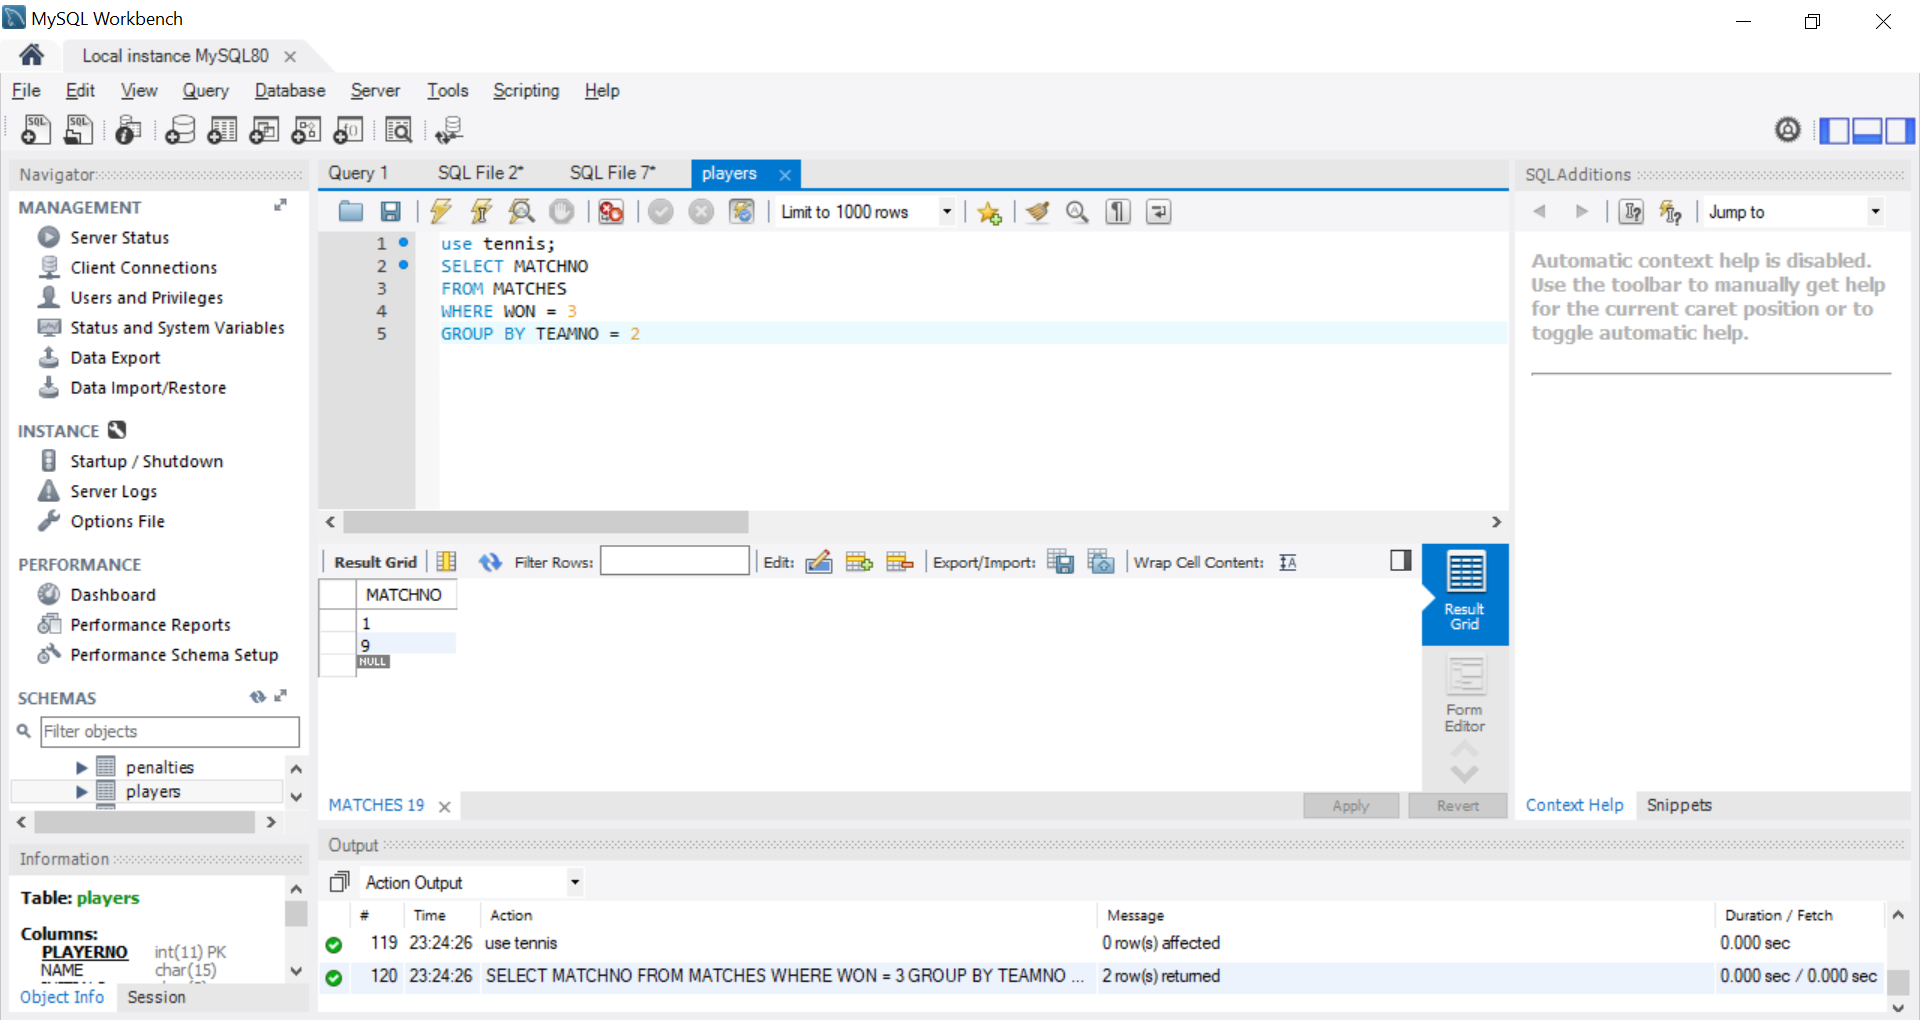 MySQL Workbench
Local instance MySQL80
File Edit View Query Database Server Tools Scripting Help
Navigator
MANAGEMENT
Server Status
Client Connections
Users and Privileges
Status and System Variables
Data Export
Data Import/Restore
INSTANCE
Startup / Shutdown
Server Logs
Options File
PERFORMANCE
Dashboard
Performance Reports
Performance Schema Setup
SCHEMAS
Filter objects
penalties
players
Information
Table: players
Columns:
PLAYERNO int(11) PK
NAME char(15)
Object Info Session
Query 1 SQL File 2* SQL File 7* players
Limit to 1000 rows
1 use tennis;
2 SELECT MATCHNO
3 FROM MATCHES
4 WHERE WON = 3
5 GROUP BY TEAMNO = 2
Result Grid Filter Rows: Edit: Export/Import: Wrap Cell Content:
MATCHNO
1
9
NULL
Result
Grid
Form
Editor
MATCHES 19
Apply Revert
SQLAdditions
Jump to
Automatic context help is disabled.
Use the toolbar to manually get help
for the current caret position or to
toggle automatic help.
Context Help Snippets
Output
Action Output
# Time Action Message Duration / Fetch
119 23:24:26 use tennis 0 row(s) affected 0.000 sec
120 23:24:26 SELECT MATCHNO FROM MATCHES WHERE WON = 3 GROUP BY TEAMNO ... 2 row(s) returned 0.000 sec / 0.000 sec